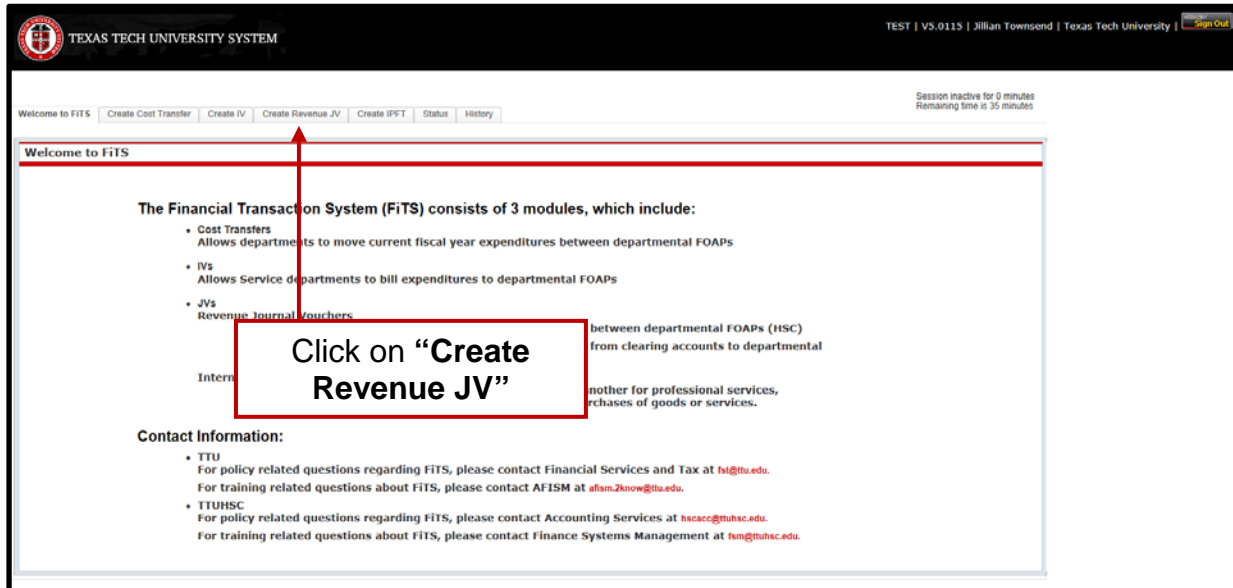 TEXAS TECH UNIVERSITY SYSTEM
TEST | V5.0115 | Jillian Townsend | Texas Tech University | Sign Out
Session inactive for 0 minutes
Remaining time is 35 minutes
Welcome to FiTS Create Cost Transfer Create IV Create Revenue JV Create IPFT Status History
Welcome to FiTS
The Financial Transaction System (FiTS) consists of 3 modules, which include:
• Cost Transfers
Allows departments to move current fiscal year expenditures between departmental FOAPs
• IVs
Allows Service departments to bill expenditures to departmental FOAPs
• JVs
Revenue Journal Vouchers
between departmental FOAPs (HSC)
from clearing accounts to departmental
Intern
nother for professional services,
rchases of goods or services.
Click on “Create
Revenue JV”
Contact Information:
• TTU
For policy related questions regarding FiTS, please contact Financial Services and Tax at fst@ttu.edu.
For training related questions about FiTS, please contact AFISM at afism.2know@ttu.edu.
• TTUHSC
For policy related questions regarding FiTS, please contact Accounting Services at hscacc@ttuhsc.edu.
For training related questions about FiTS, please contact Finance Systems Management at fsm@ttuhsc.edu.